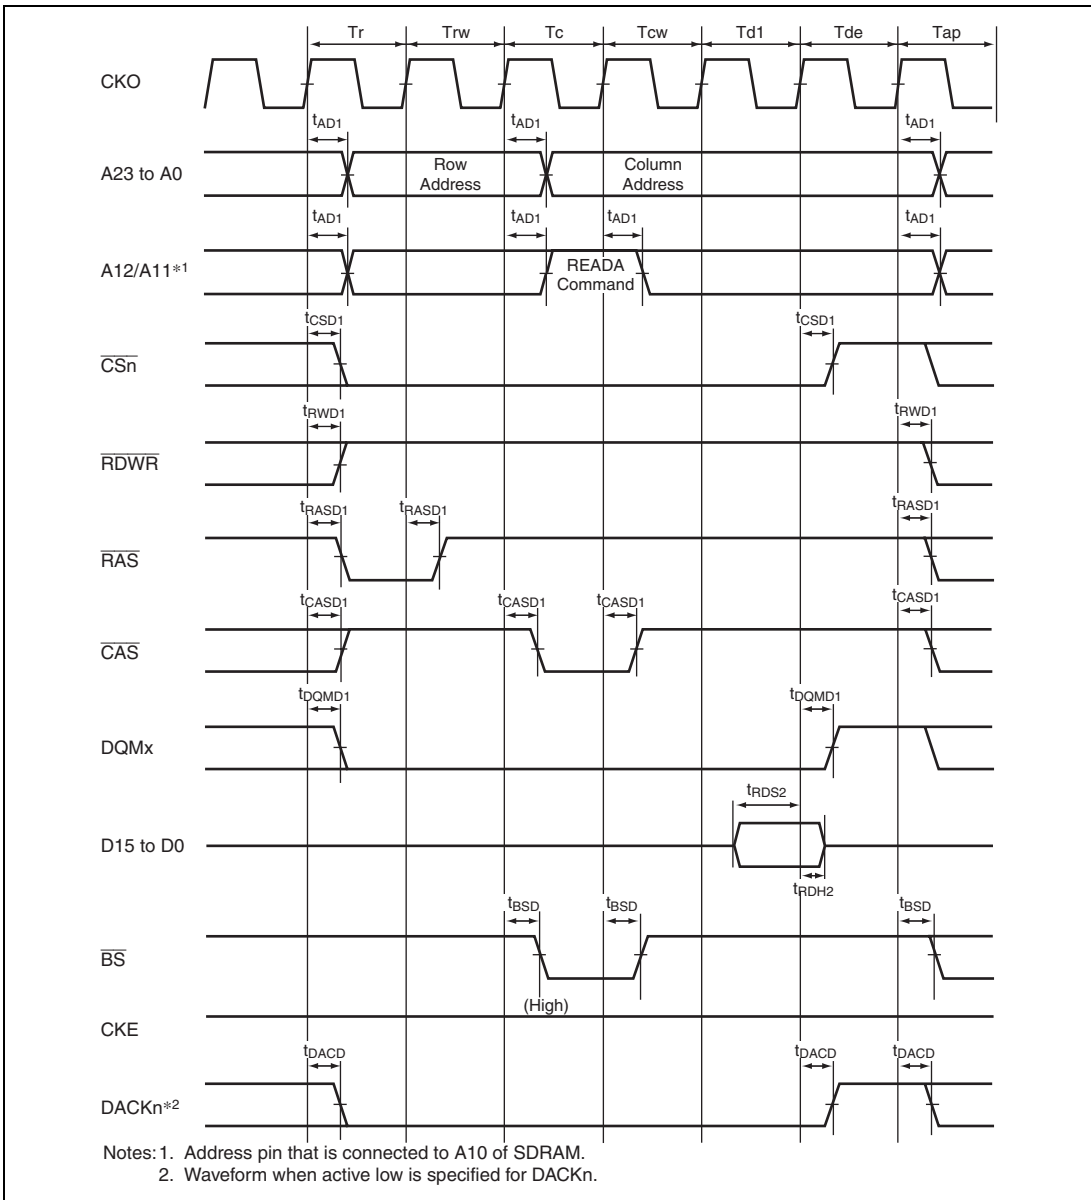 Tr Trw Tc Tcw Td1 Tde Tap
CKO
tAD1 tAD1 tAD1
A23 to A0 Row Address Column Address
tAD1 tAD1 tAD1 tAD1
A12/A11*1 READA Command
tCSD1 tCSD1
CSn
tRWD1 tRWD1
RDWR
tRASD1 tRASD1 tRASD1
RAS
tCASD1 tCASD1 tCASD1 tCASD1
CAS
tDQMD1 tDQMD1
DQMx
tRDS2
D15 to D0
tRDH2
tBSD tBSD tBSD
BS
(High)
CKE
tDACD tDACD tDACD
DACKn*2
Notes: 1. Address pin that is connected to A10 of SDRAM.
2. Waveform when active low is specified for DACKn.